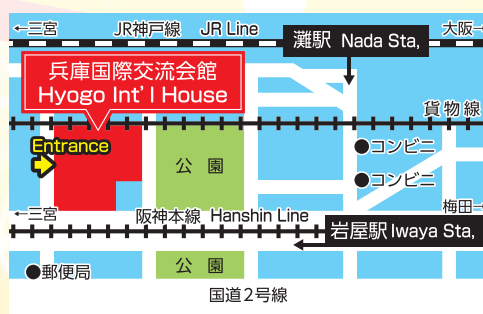 ←三宮
JR神戸線 JR Line
大阪→
灘駅 Nada Sta,
兵庫国際交流会館
Hyogo Int'l House
貨物線
Entrance
公園
●コンビニ
●コンビニ
←三宮
阪神本線 Hanshin Line
梅田→
岩屋駅 Iwaya Sta,
●郵便局
公園
国道2号線